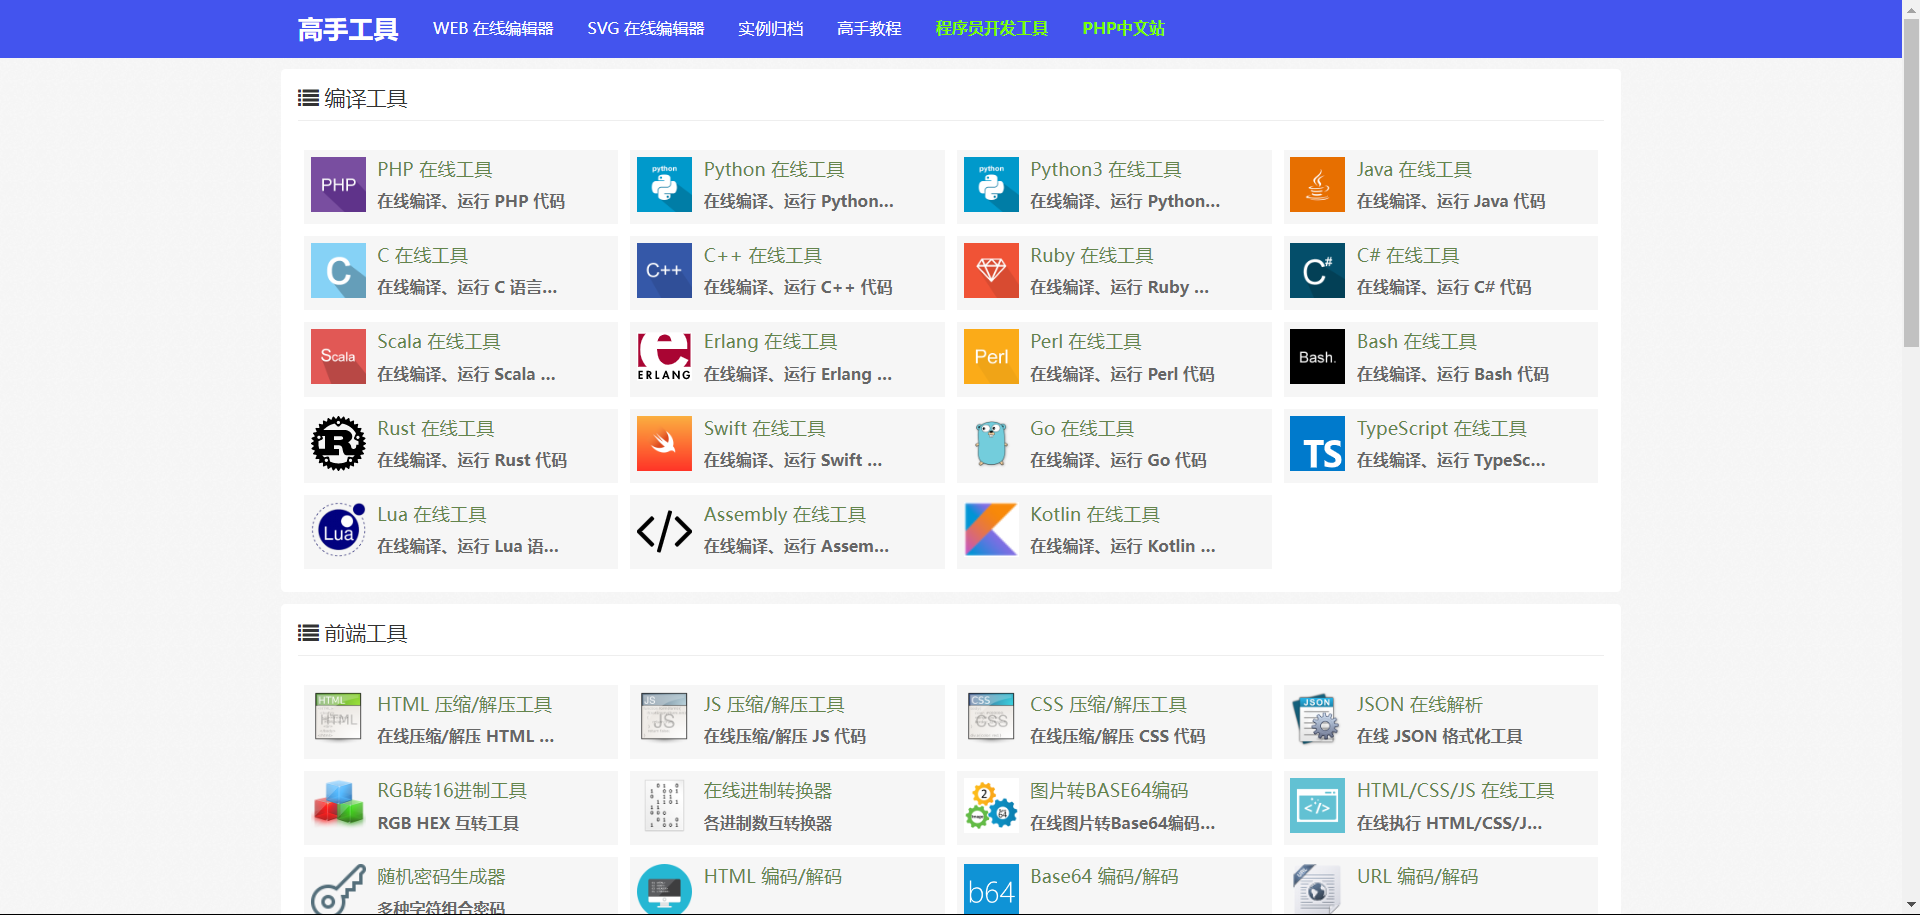 高手工具 WEB 在线编辑器 SVG 在线编辑器 实例归档 高手教程 程序员开发工具 PHP中文站
编译工具
PHP PHP 在线工具
在线编译、运行 PHP 代码
python Python 在线工具
在线编译、运行 Python...
python Python3 在线工具
在线编译、运行 Python...
Java 在线工具
在线编译、运行 Java 代码
C C 在线工具
在线编译、运行 C 语言...
C++ C++ 在线工具
在线编译、运行 C++ 代码
Ruby 在线工具
在线编译、运行 Ruby ...
C# C# 在线工具
在线编译、运行 C# 代码
Scala Scala 在线工具
在线编译、运行 Scala ...
e ERLANG Erlang 在线工具
在线编译、运行 Erlang ...
Perl Perl 在线工具
在线编译、运行 Perl 代码
Bash. Bash 在线工具
在线编译、运行 Bash 代码
R Rust 在线工具
在线编译、运行 Rust 代码
Swift 在线工具
在线编译、运行 Swift ...
Go 在线工具
在线编译、运行 Go 代码
TS TypeScript 在线工具
在线编译、运行 TypeSc...
Lua Lua 在线工具
在线编译、运行 Lua 语...
</> Assembly 在线工具
在线编译、运行 Assem...
Kotlin 在线工具
在线编译、运行 Kotlin ...
前端工具
HTML HTML HTML 压缩/解压工具
在线压缩/解压 HTML ...
JS JS JS 压缩/解压工具
在线压缩/解压 JS 代码
CSS CSS CSS 压缩/解压工具
在线压缩/解压 CSS 代码
JSON JSON 在线解析
在线 JSON 格式化工具
RGB转16进制工具
RGB HEX 互转工具
在线进制转换器
各进制数互转换器
2 64 图片转BASE64编码
在线图片转Base64编码...
</> HTML/CSS/JS 在线工具
在线执行 HTML/CSS/J...
随机密码生成器
多种字符组合密码
HTML 编码/解码
b64 Base64 编码/解码
URL 编码/解码